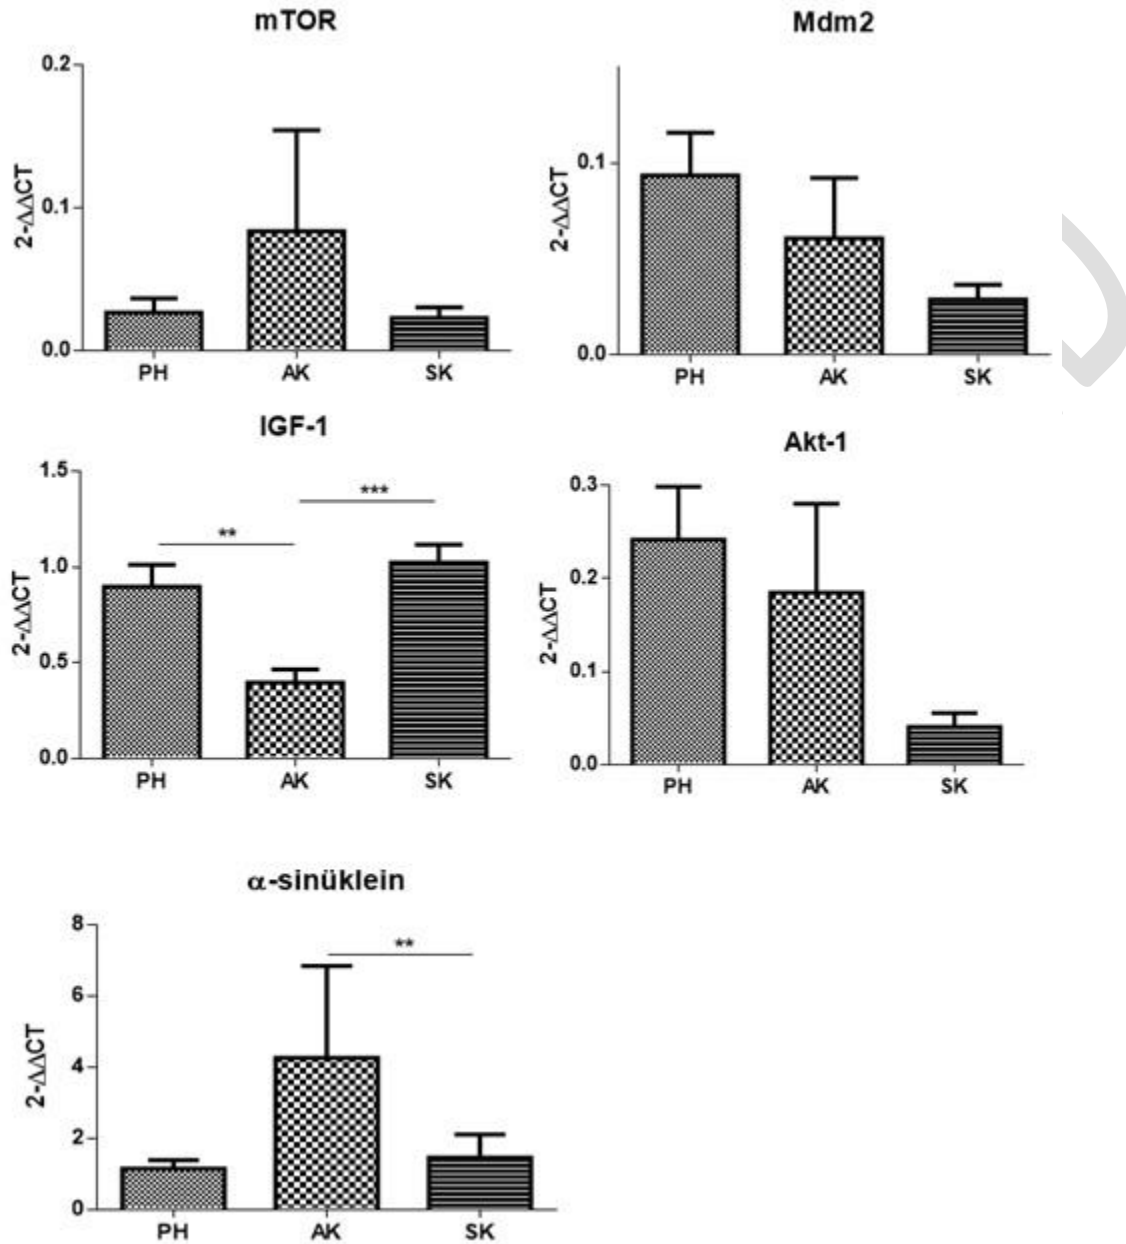 mTOR
2-ΔΔCT
0.2
0.1
0.0
PH AK SK
Mdm2
2-ΔΔCT
0.1
0.0
PH AK SK
IGF-1
2-ΔΔCT
1.5
1.0
0.5
0.0
** ***
PH AK SK
Akt-1
2-ΔΔCT
0.3
0.2
0.1
0.0
PH AK SK
α-sinüklein
2-ΔΔCT
8
6
4
2
0
**
PH AK SK